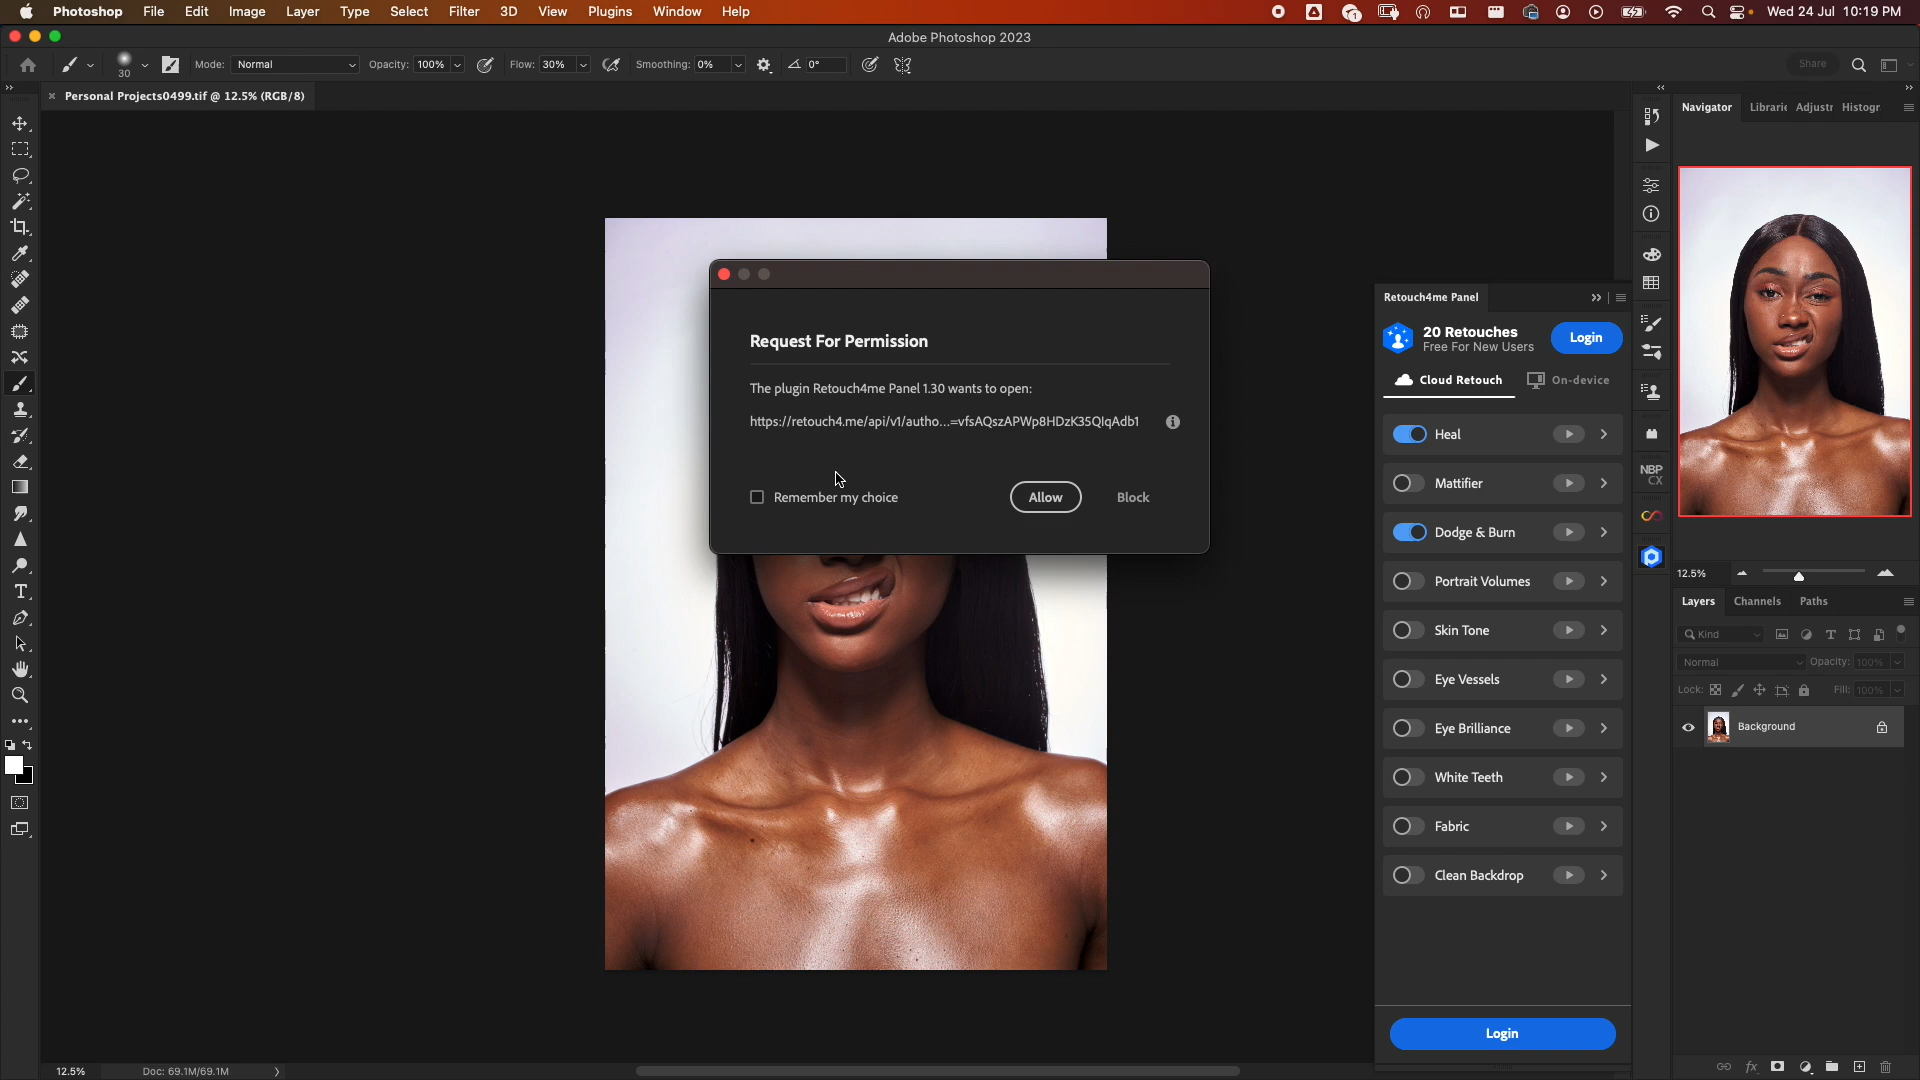 Photoshop File Edit Image Layer Type Select Filter 3D View Plugins Window Help
Wed 24 Jul 10:19 PM
Adobe Photoshop 2023
30
Mode: Normal
Opacity: 100%
Flow: 30%
Smoothing: 0%
0°
Share
Personal Projects0499.tif @ 12.5% (RGB/8)
Navigator
Librarie
Adjustr
Histogr
Request For Permission
The plugin Retouch4me Panel 1.30 wants to open:
https://retouch4.me/api/v1/autho...=vfsAQszAPWp8HDzK35QIqAdb1
Remember my choice
Allow
Block
Retouch4me Panel
20 Retouches
Free For New Users
Login
Cloud Retouch
On-device
Heal
Mattifier
Dodge & Burn
Portrait Volumes
Skin Tone
Eye Vessels
Eye Brilliance
White Teeth
Fabric
Clean Backdrop
Login
NBP
CX
12.5%
Layers
Channels
Paths
Kind
Normal
Opacity: 100%
Lock:
Fill: 100%
Background
fx
12.5%
Doc: 69.1M/69.1M